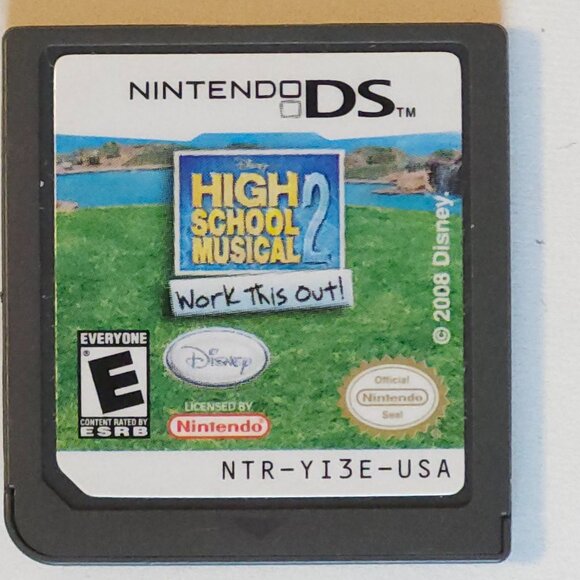 NINTENDO DS TM
Disney
HIGH
SCHOOL
MUSICAL 2
Work This Out!
© 2008 Disney.
EVERYONE
E
®
CONTENT RATED BY
ESRB
Disney
LICENSED BY
Nintendo
Official
Nintendo
Seal
NTR-YI3E-USA